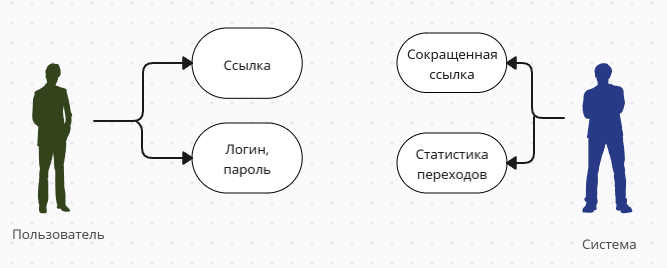 Ссылка
Логин,
пароль
Пользователь
Сокращенная
ссылка
Статистика
переходов
Система